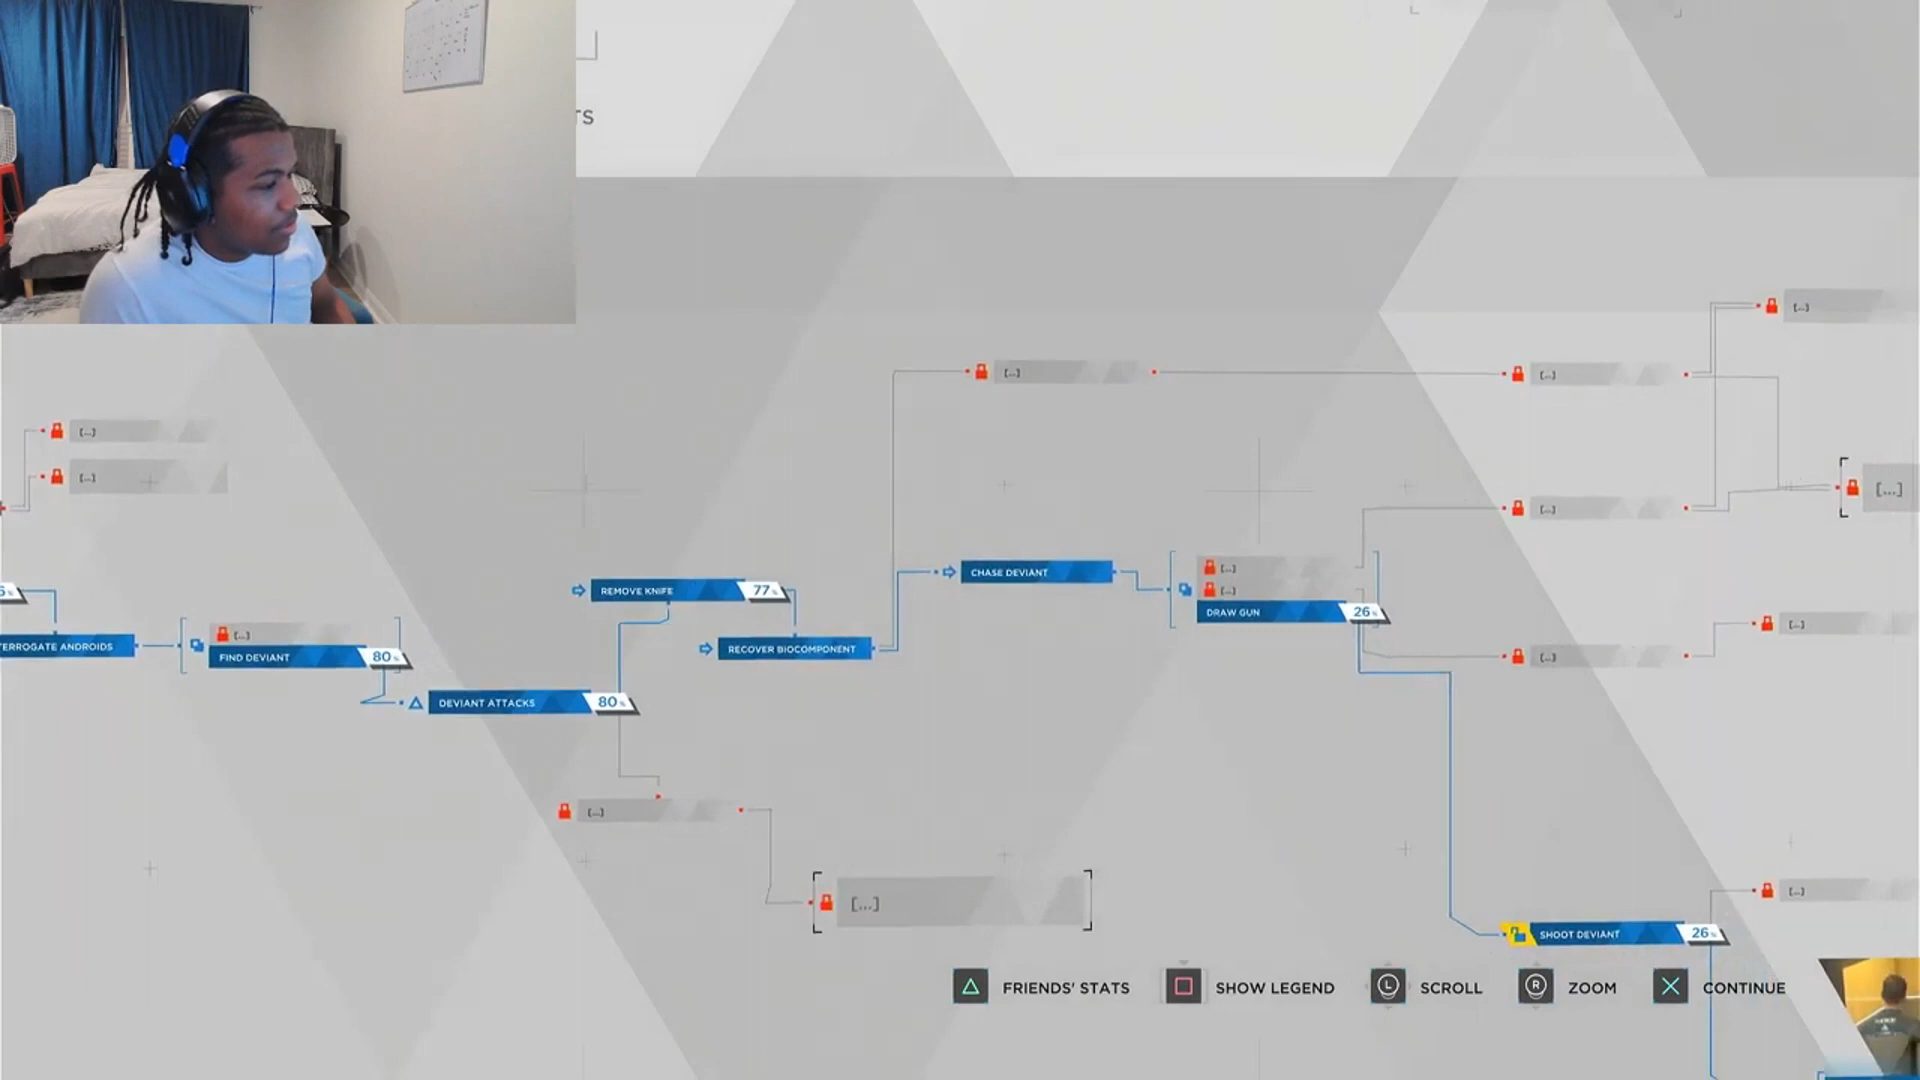 TS
[...]
[...]
[...]
[...]
[...]
[...]
[...]
[...]
[...]
CHASE DEVIANT
[...]
[...]
DRAW GUN 26%
REMOVE KNIFE 77%
RECOVER BIOCOMPONENT
TERROGATE ANDROIDS
[...]
FIND DEVIANT 80%
DEVIANT ATTACKS 80%
[...]
[...]
[...]
[...]
[...]
SHOOT DEVIANT 26%
FRIENDS' STATS
SHOW LEGEND
L SCROLL
R ZOOM
CONTINUE